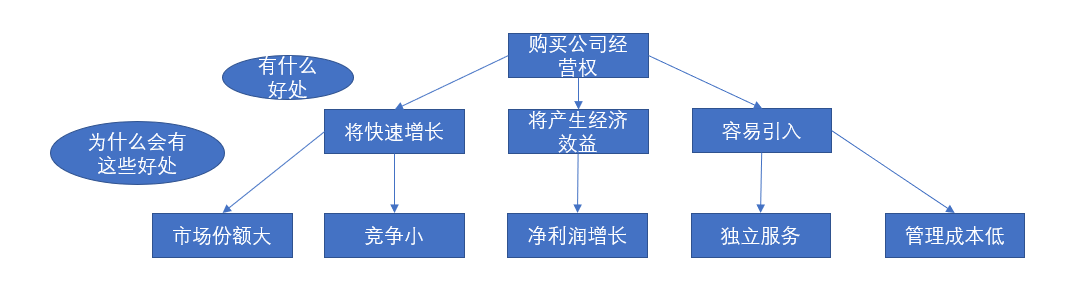 购买公司经
营权
有什么
好处
将快速增长
将产生经济
效益
容易引入
为什么会有
这些好处
市场份额大
竞争小
净利润增长
独立服务
管理成本低